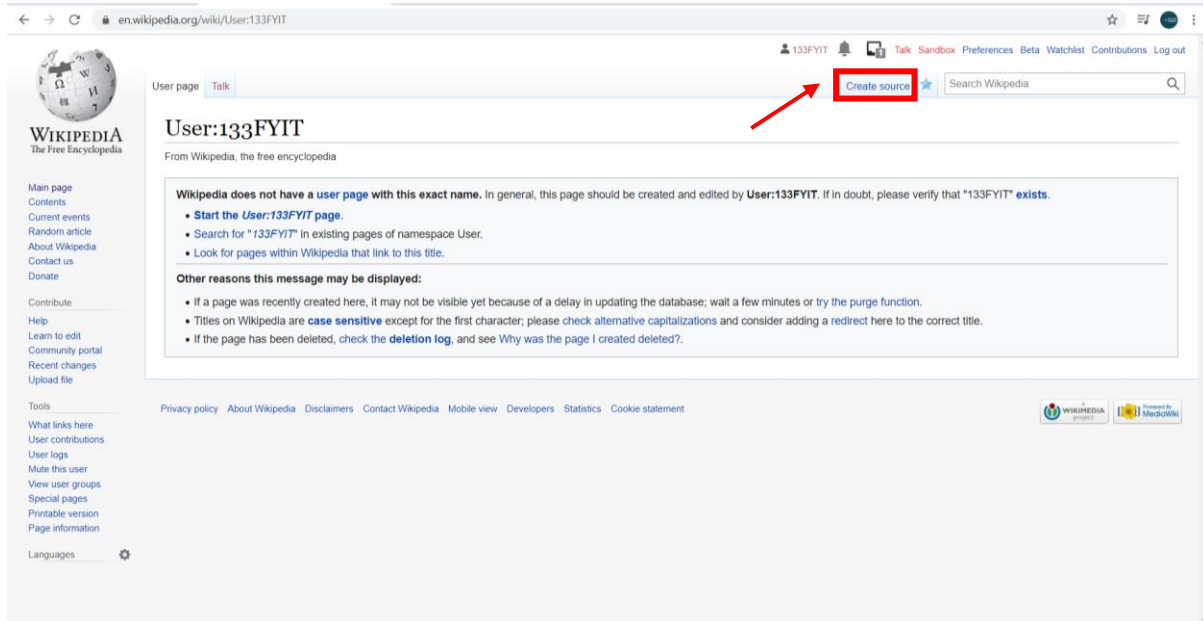 en.wikipedia.org/wiki/User:133FYIT
133FYIT Talk Sandbox Preferences Beta Watchlist Contributions Log out
User page Talk Create source Search Wikipedia
WIKIPEDIA
The Free Encyclopedia
User:133FYIT
From Wikipedia, the free encyclopedia
Wikipedia does not have a user page with this exact name. In general, this page should be created and edited by User:133FYIT. If in doubt, please verify that "133FYIT" exists.
• Start the User:133FYIT page.
• Search for "133FYIT" in existing pages of namespace User.
• Look for pages within Wikipedia that link to this title.
Other reasons this message may be displayed:
• If a page was recently created here, it may not be visible yet because of a delay in updating the database; wait a few minutes or try the purge function.
• Titles on Wikipedia are case sensitive except for the first character; please check alternative capitalizations and consider adding a redirect here to the correct title.
• If the page has been deleted, check the deletion log, and see Why was the page I created deleted?.
Main page
Contents
Current events
Random article
About Wikipedia
Contact us
Donate
Contribute
Help
Learn to edit
Community portal
Recent changes
Upload file
Tools
What links here
User contributions
User logs
Mute this user
View user groups
Special pages
Printable version
Page information
Languages
Privacy policy About Wikipedia Disclaimers Contact Wikipedia Mobile view Developers Statistics Cookie statement
A
WIKIMEDIA
project
Powered By
MediaWiki